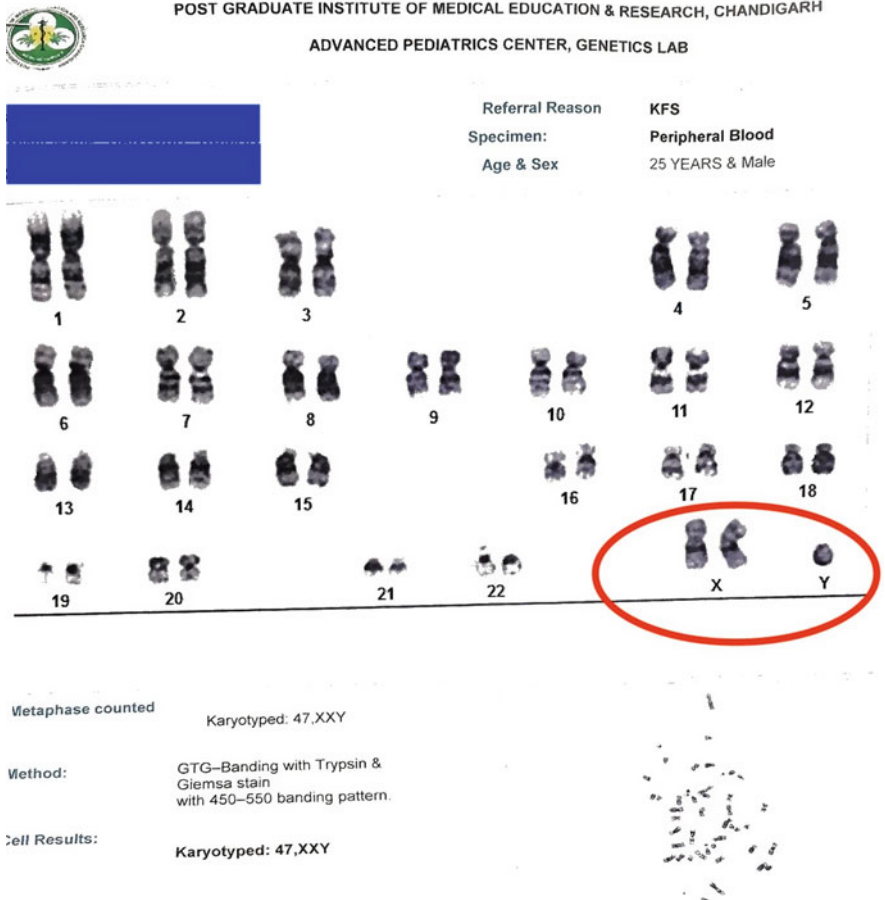 POST GRADUATE INSTITUTE OF MEDICAL EDUCATION & RESEARCH, CHANDIGARH
ADVANCED PEDIATRICS CENTER, GENETICS LAB
Referral Reason KFS
Specimen: Peripheral Blood
Age & Sex 25 YEARS & Male
1 2 3 4 5
6 7 8 9 10 11 12
13 14 15 16 17 18
19 20 21 22 X Y
Metaphase counted Karyotyped: 47,XXY
Method: GTG–Banding with Trypsin &
Giemsa stain
with 450–550 banding pattern.
Cell Results: Karyotyped: 47,XXY